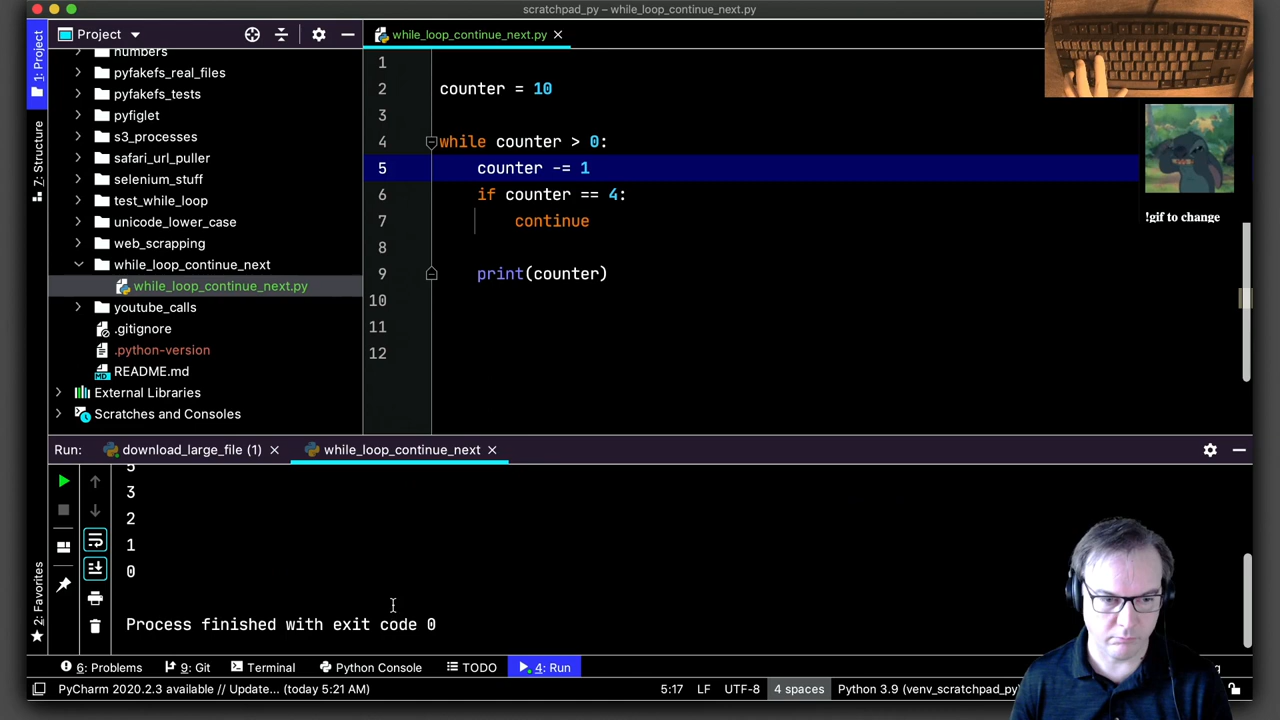 scratchpad_py – while_loop_continue_next.py
Project
while_loop_continue_next.py
1: Project
7: Structure
2: Favorites
numbers
pyfakefs_real_files
pyfakefs_tests
pyfiglet
s3_processes
safari_url_puller
selenium_stuff
test_while_loop
unicode_lower_case
web_scrapping
while_loop_continue_next
while_loop_continue_next.py
youtube_calls
.gitignore
.python-version
README.md
External Libraries
Scratches and Consoles
1
2 counter = 10
3
4 while counter > 0:
5 counter -= 1
6 if counter == 4:
7 continue
8
9 print(counter)
10
11
12
!gif to change
Run: download_large_file (1) while_loop_continue_next
5
3
2
1
0
Process finished with exit code 0
6: Problems 9: Git Terminal Python Console TODO 4: Run
PyCharm 2020.2.3 available // Update... (today 5:21 AM) 5:17 LF UTF-8 4 spaces Python 3.9 (venv_scratchpad_py)